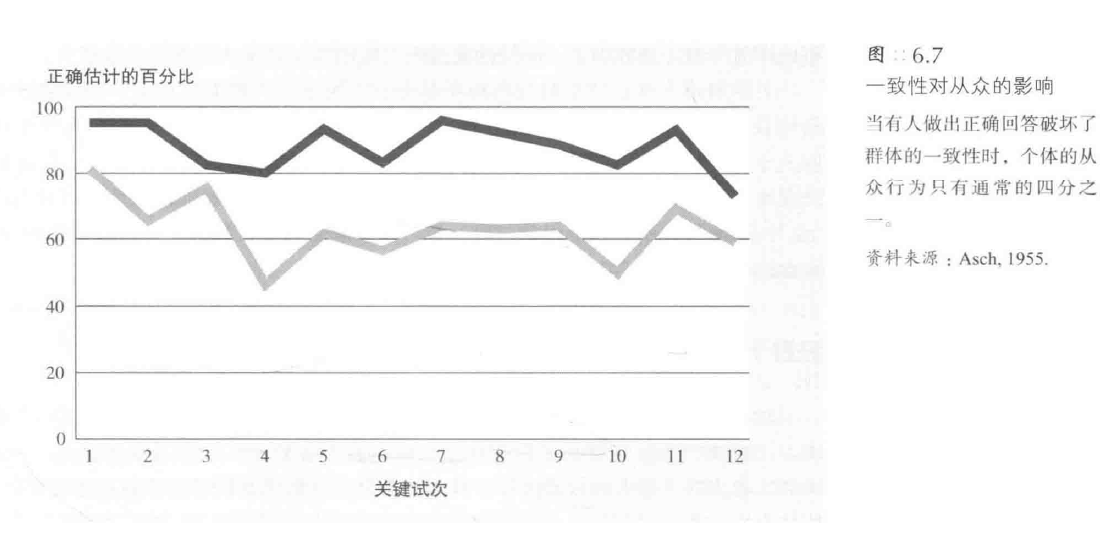 正确估计的百分比
100
80
60
40
20
0
1 2 3 4 5 6 7 8 9 10 11 12
关键试次
图 6.7
一致性对从众的影响
当有人做出正确回答破坏了
群体的一致性时，个体的从
众行为只有通常的四分之
一。
资料来源：Asch, 1955.